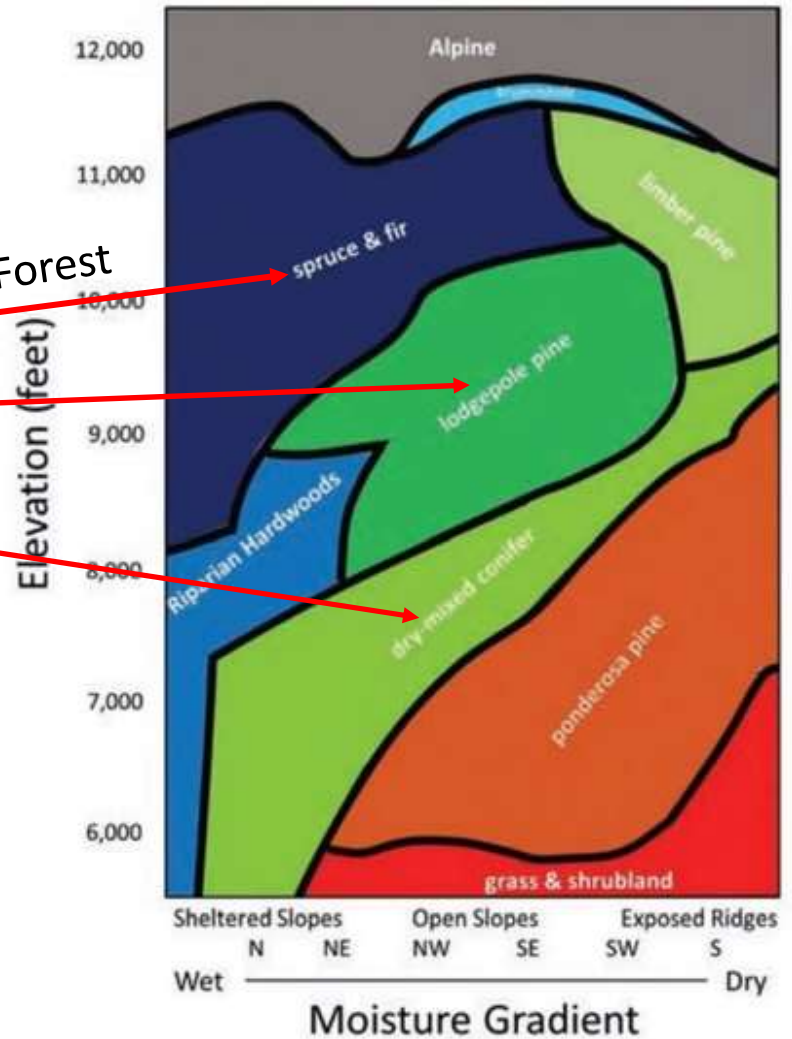 12,000
Alpine
11,000
limber pine
spruce & fir
Forest
10,000
lodgepole pine
Elevation (feet)
9,000
Riparian Hardwoods
8,000
dry-mixed conifer
ponderosa pine
7,000
6,000
grass & shrubland
Sheltered Slopes Open Slopes Exposed Ridges
N NE NW SE SW S
Wet Dry
Moisture Gradient